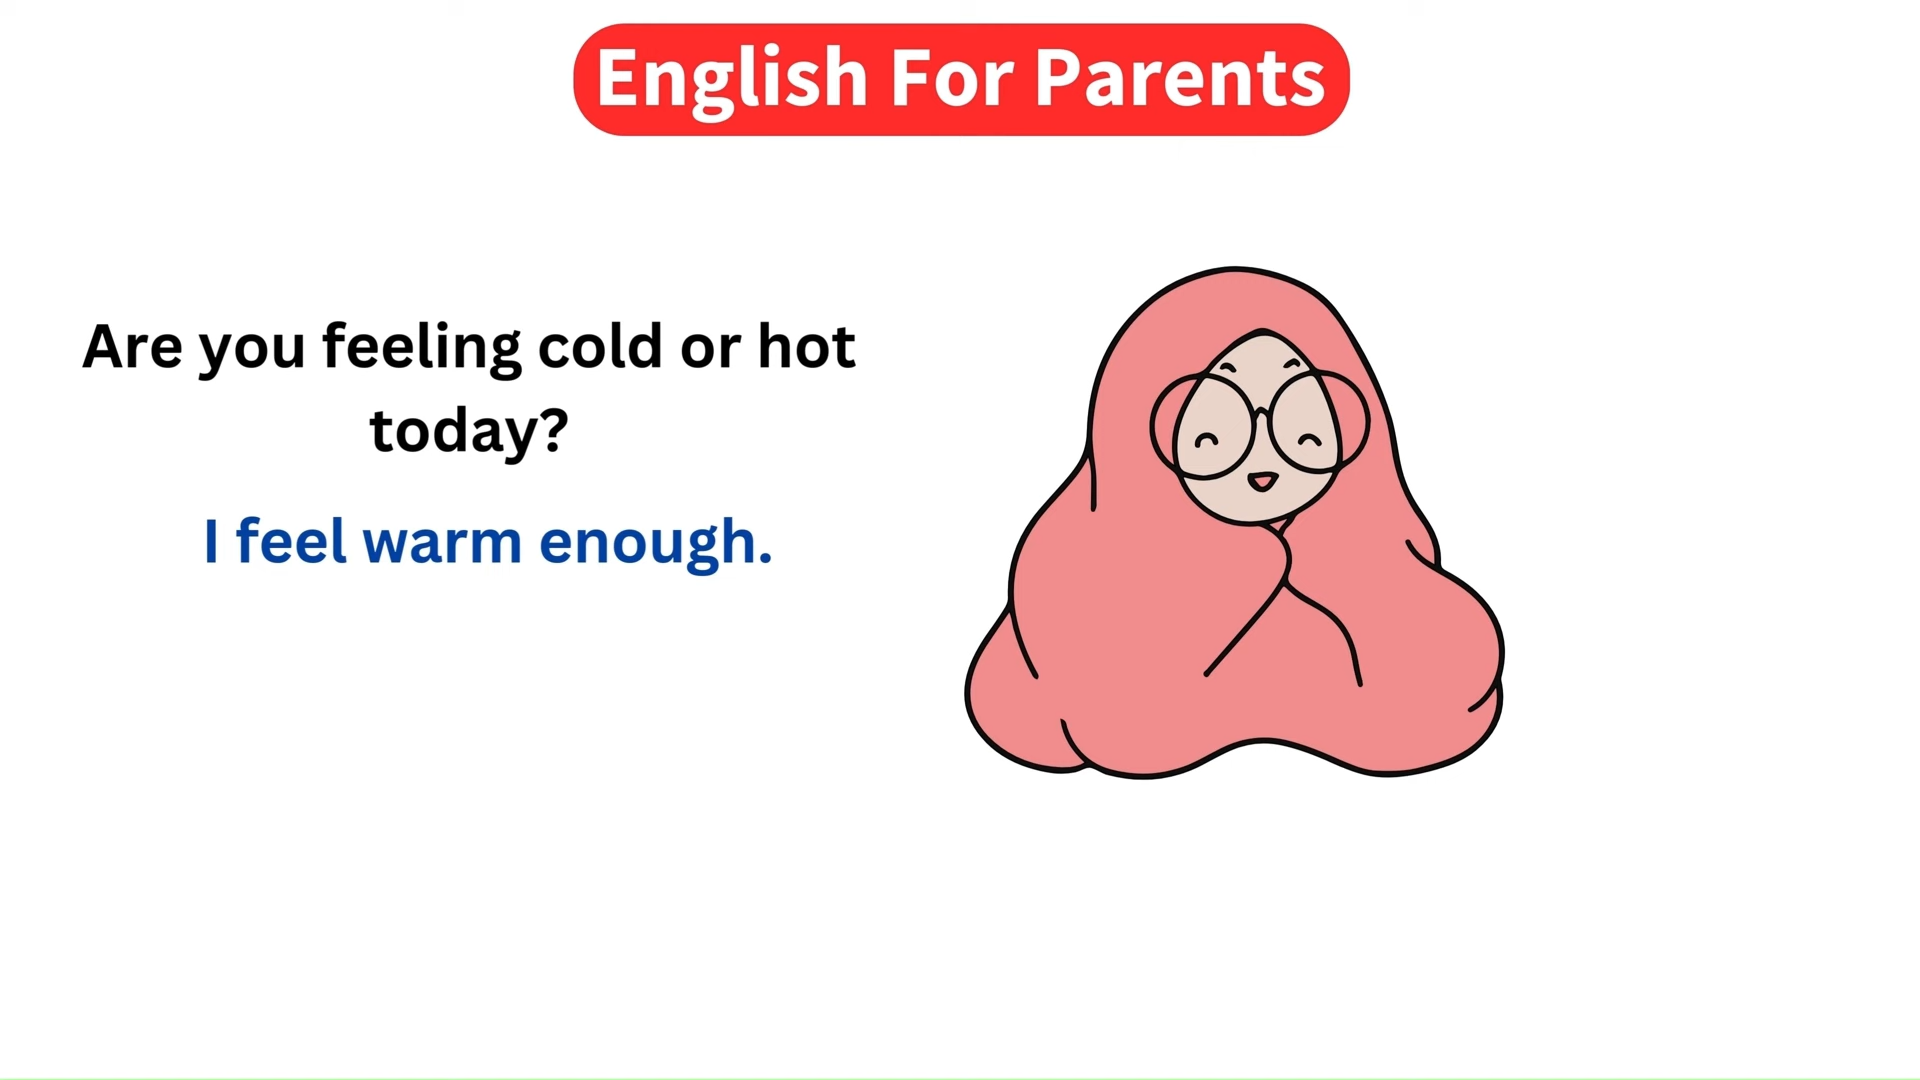 English For Parents
Are you feeling cold or hot
today?
I feel warm enough.